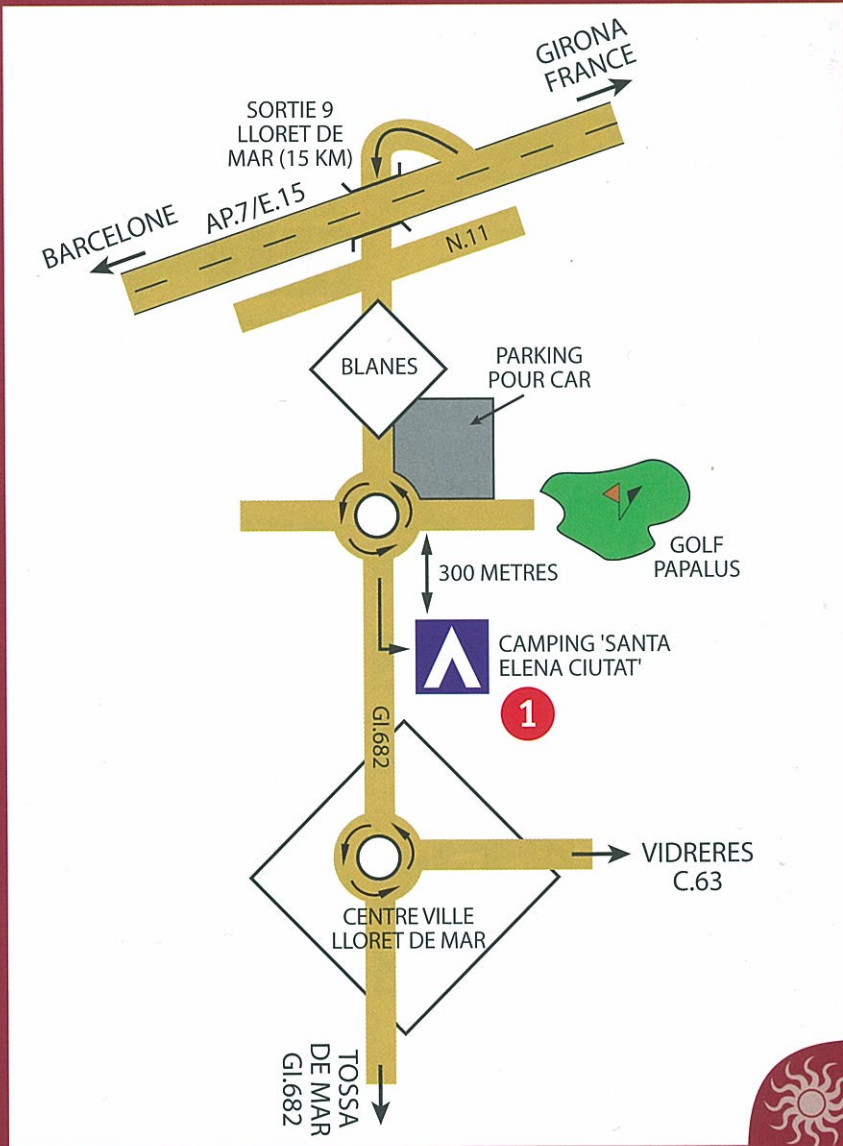 GIRONA
FRANCE
SORTIE 9
LLORET DE
MAR (15 KM)
AP.7/E.15
BARCELONE
N.11
BLANES
PARKING
POUR CAR
GOLF
PAPALUS
300 METRES
CAMPING 'SANTA
ELENA CIUTAT'
1
GI.682
VIDRERES
C.63
CENTRE VILLE
LLORET DE MAR
TOSSA
DE MAR
GI.682